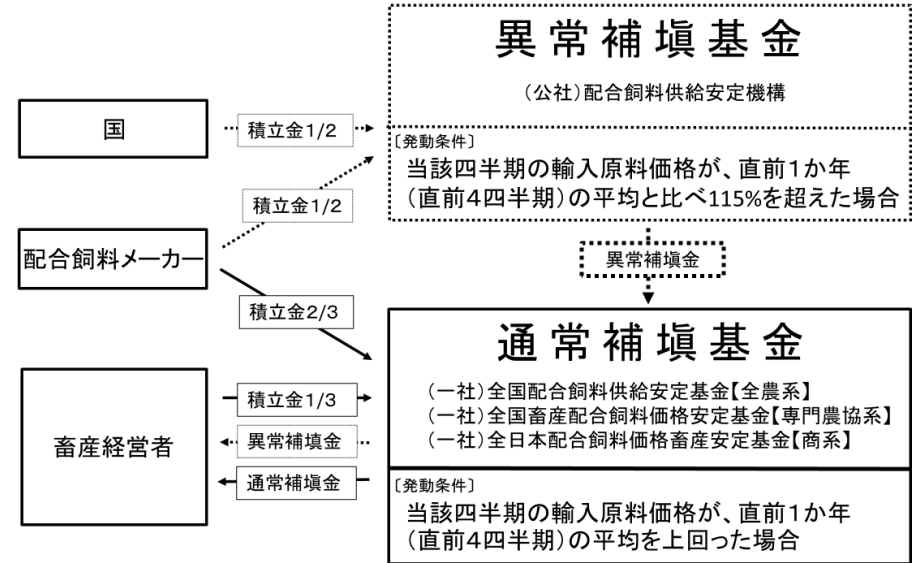 異常補塡基金
（公社）配合飼料供給安定機構
国
積立金1/2
〔発動条件〕
当該四半期の輸入原料価格が、直前１か年
（直前４四半期）の平均と比べ115%を超えた場合
積立金1/2
配合飼料メーカー
異常補塡金
積立金2/3
通常補塡基金
（一社）全国配合飼料供給安定基金【全農系】
（一社）全国畜産配合飼料価格安定基金【専門農協系】
（一社）全日本配合飼料価格畜産安定基金【商系】
畜産経営者
積立金1/3
異常補塡金
通常補塡金
〔発動条件〕
当該四半期の輸入原料価格が、直前１か年
（直前４四半期）の平均を上回った場合